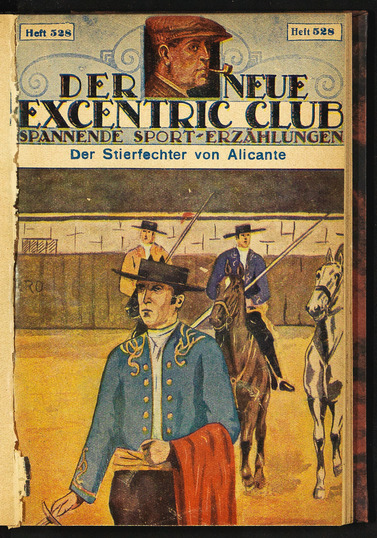 Heft 528
Heft 528
DER NEUE
EXCENTRIC CLUB
SPANNENDE SPORT-ERZÄHLUNGEN
Der Stierfechter von Alicante